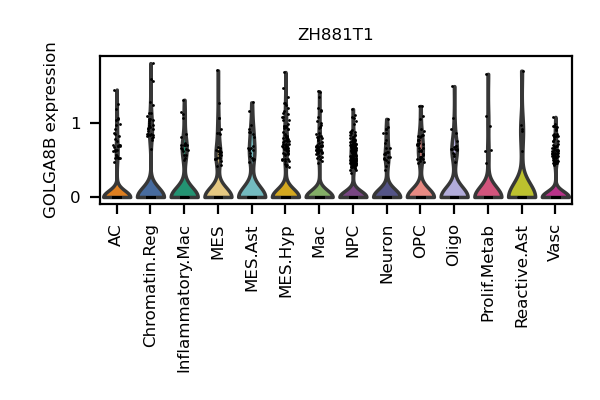 ZH881T1
GOLGA8B expression
1
0
AC
Chromatin.Reg
Inflammatory.Mac
MES
MES.Ast
MES.Hyp
Mac
NPC
Neuron
OPC
Oligo
Prolif.Metab
Reactive.Ast
Vasc